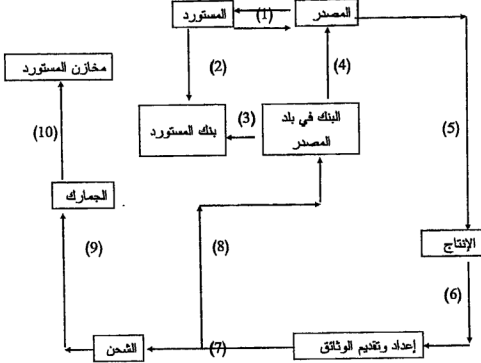 المصدر
(1)
المستورد
(2)
مخازن المستورد
(4)
(5)
البنك في بلد
المصدر
(3)
بنك المستورد
(10)
الجمارك
الإنتاج
(9)
(8)
(6)
إعداد وتقديم الوثائق
(7)
الشحن